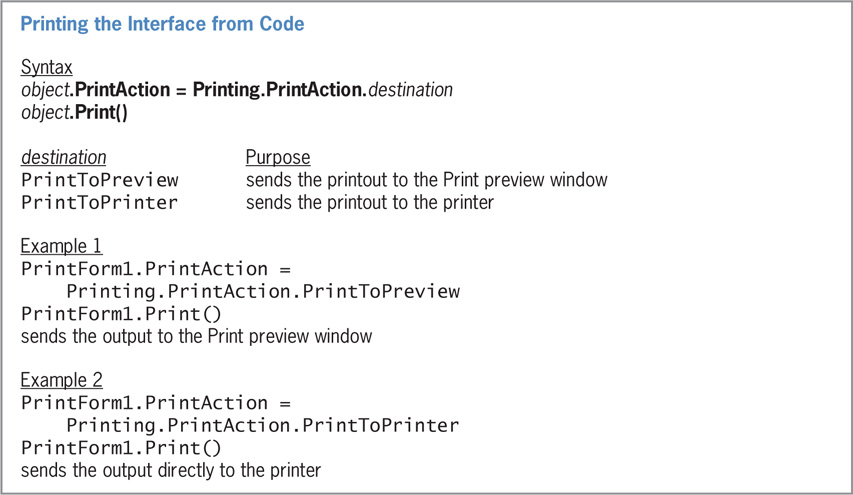 Printing the Interface from Code
Syntax
object.PrintAction = Printing.PrintAction.destination
object.Print()
destination Purpose
PrintToPreview sends the printout to the Print preview window
PrintToPrinter sends the printout to the printer
Example 1
PrintForm1.PrintAction =
    Printing.PrintAction.PrintToPreview
PrintForm1.Print()
sends the output to the Print preview window
Example 2
PrintForm1.PrintAction =
    Printing.PrintAction.PrintToPrinter
PrintForm1.Print()
sends the output directly to the printer